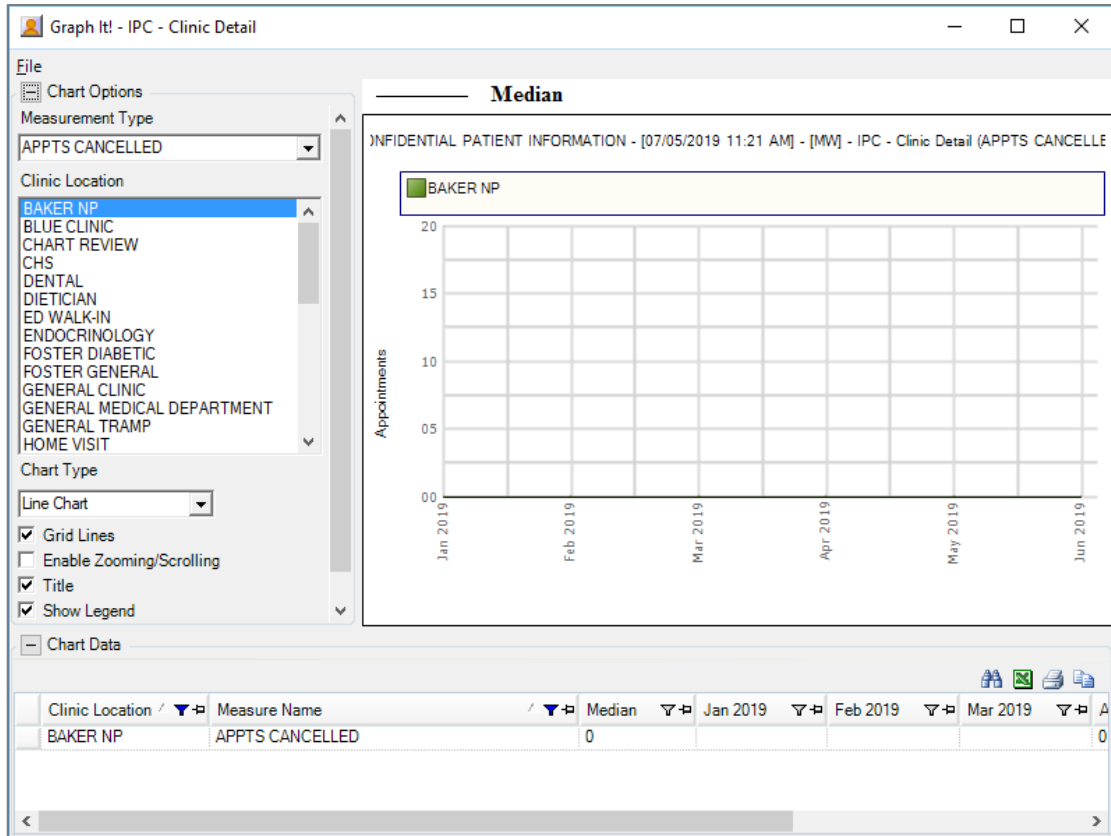 Graph It! - IPC - Clinic Detail
File
Chart Options
Measurement Type
APPTS CANCELLED
Clinic Location
BAKER NP
BLUE CLINIC
CHART REVIEW
CHS
DENTAL
DIETICIAN
ED WALK-IN
ENDOCRINOLOGY
FOSTER DIABETIC
FOSTER GENERAL
GENERAL CLINIC
GENERAL MEDICAL DEPARTMENT
GENERAL TRAMP
HOME VISIT
Chart Type
Line Chart
Grid Lines
Enable Zooming/Scrolling
Title
Show Legend
Median
ONFIDENTIAL PATIENT INFORMATION - [07/05/2019 11:21 AM] - [MW] - IPC - Clinic Detail (APPTS CANCELLE
BAKER NP
20
15
10
05
00
Appointments
Jan 2019
Feb 2019
Mar 2019
Apr 2019
May 2019
Jun 2019
Chart Data
Clinic Location Measure Name Median Jan 2019 Feb 2019 Mar 2019 A
BAKER NP APPTS CANCELLED 0 0